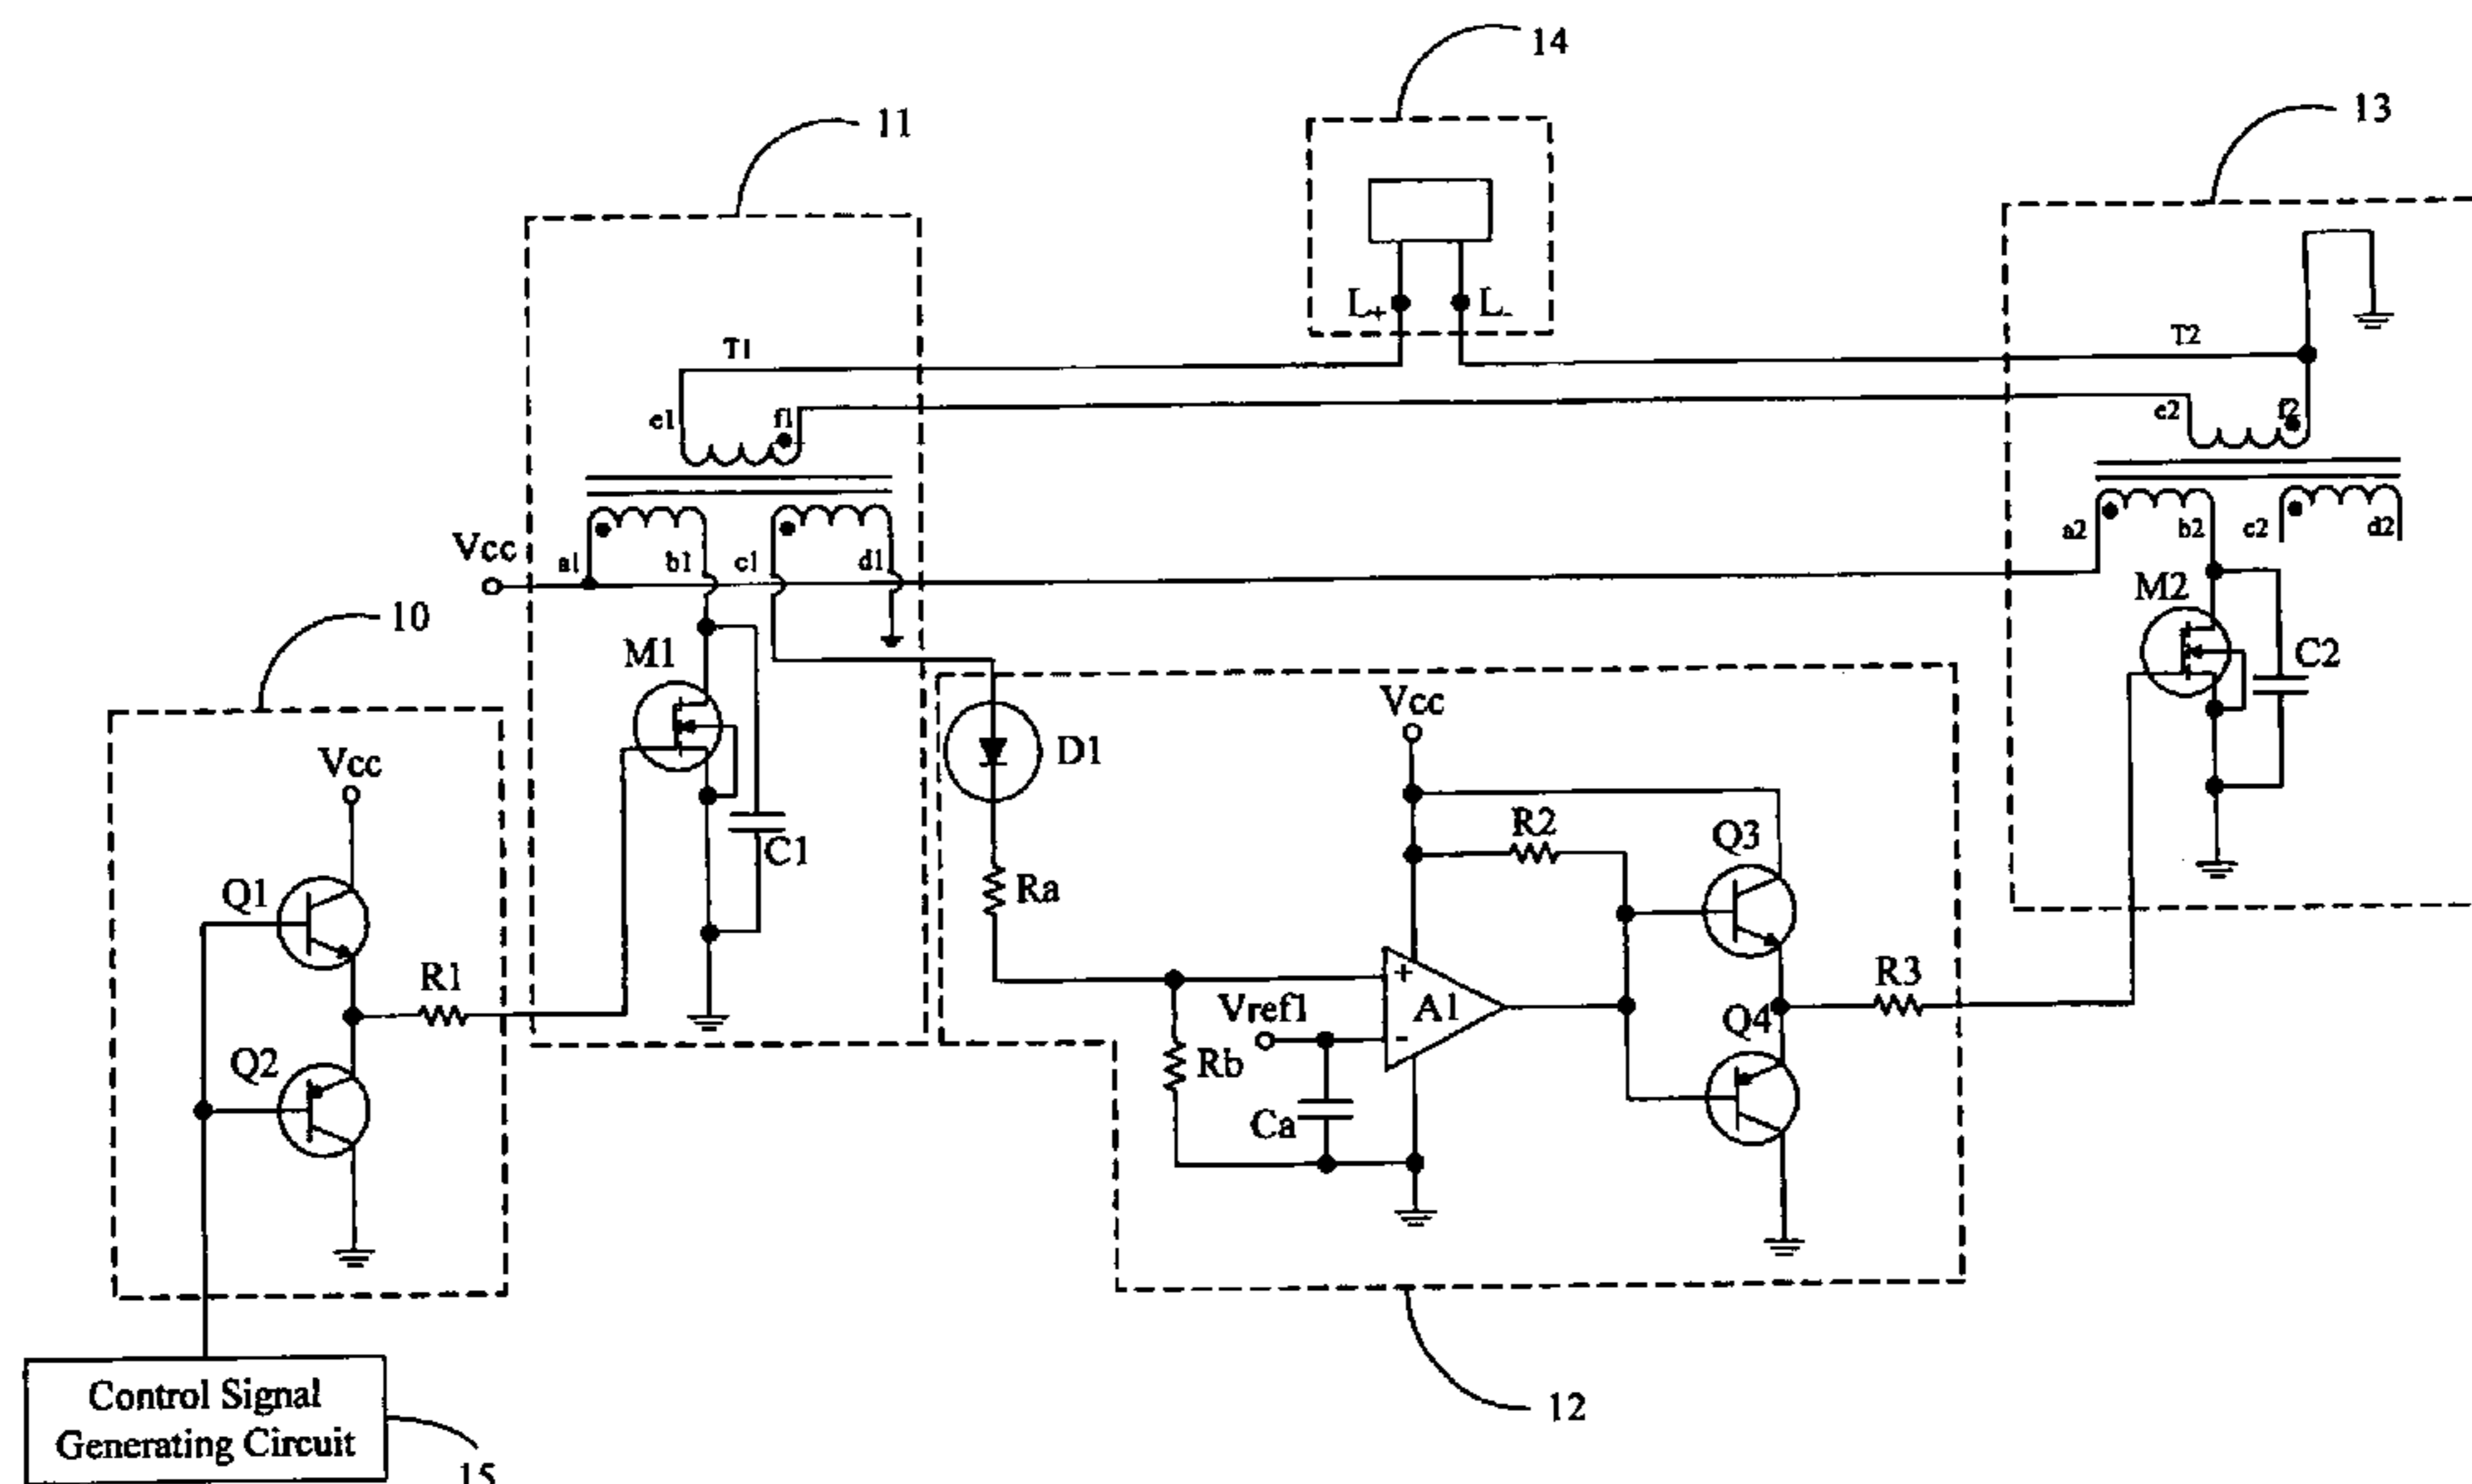 14
13
11
L+
L-
T1
T2
e1
f1
e2
f2
Vcc
a1
b1
c1
d1
a2
b2
c2
d2
10
M1
M2
C2
Vcc
D1
Vcc
C1
R2
Q3
Q1
Ra
R1
+
A1
R3
Vref1
-
Q4
Q2
Rb
Ca
Control Signal
Generating Circuit
12
15